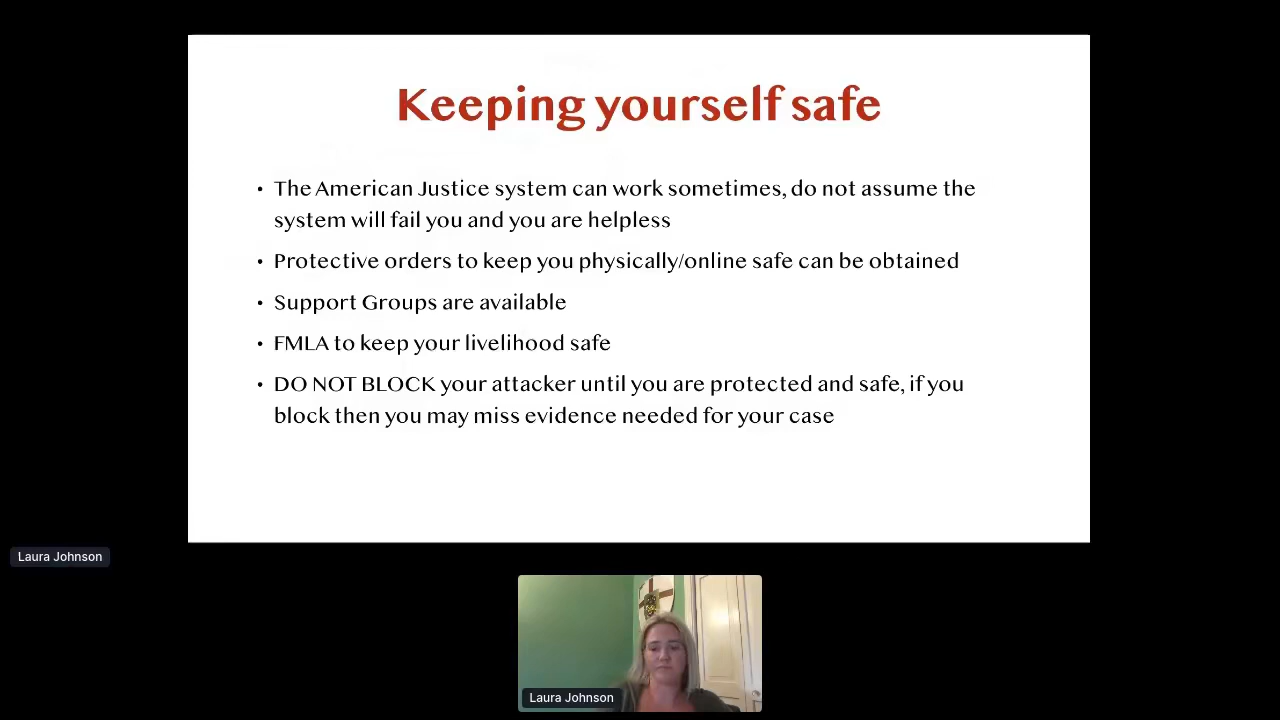 Keeping yourself safe
• The American Justice system can work sometimes, do not assume the
system will fail you and you are helpless
• Protective orders to keep you physically/online safe can be obtained
• Support Groups are available
• FMLA to keep your livelihood safe
• DO NOT BLOCK your attacker until you are protected and safe, if you
block then you may miss evidence needed for your case
Laura Johnson
Laura Johnson